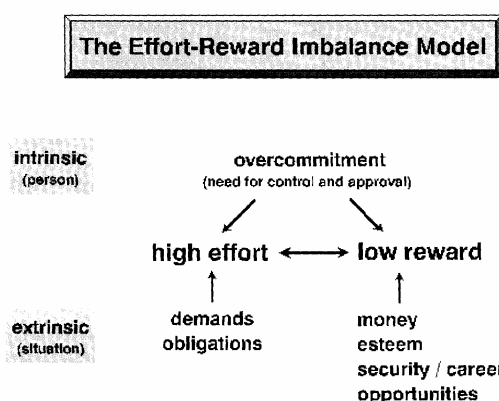 The Effort-Reward Imbalance Model
intrinsic
(person)
overcommitment
(need for control and approval)
high effort
low reward
extrinsic
(situation)
demands
obligations
money
esteem
security / career
opportunities